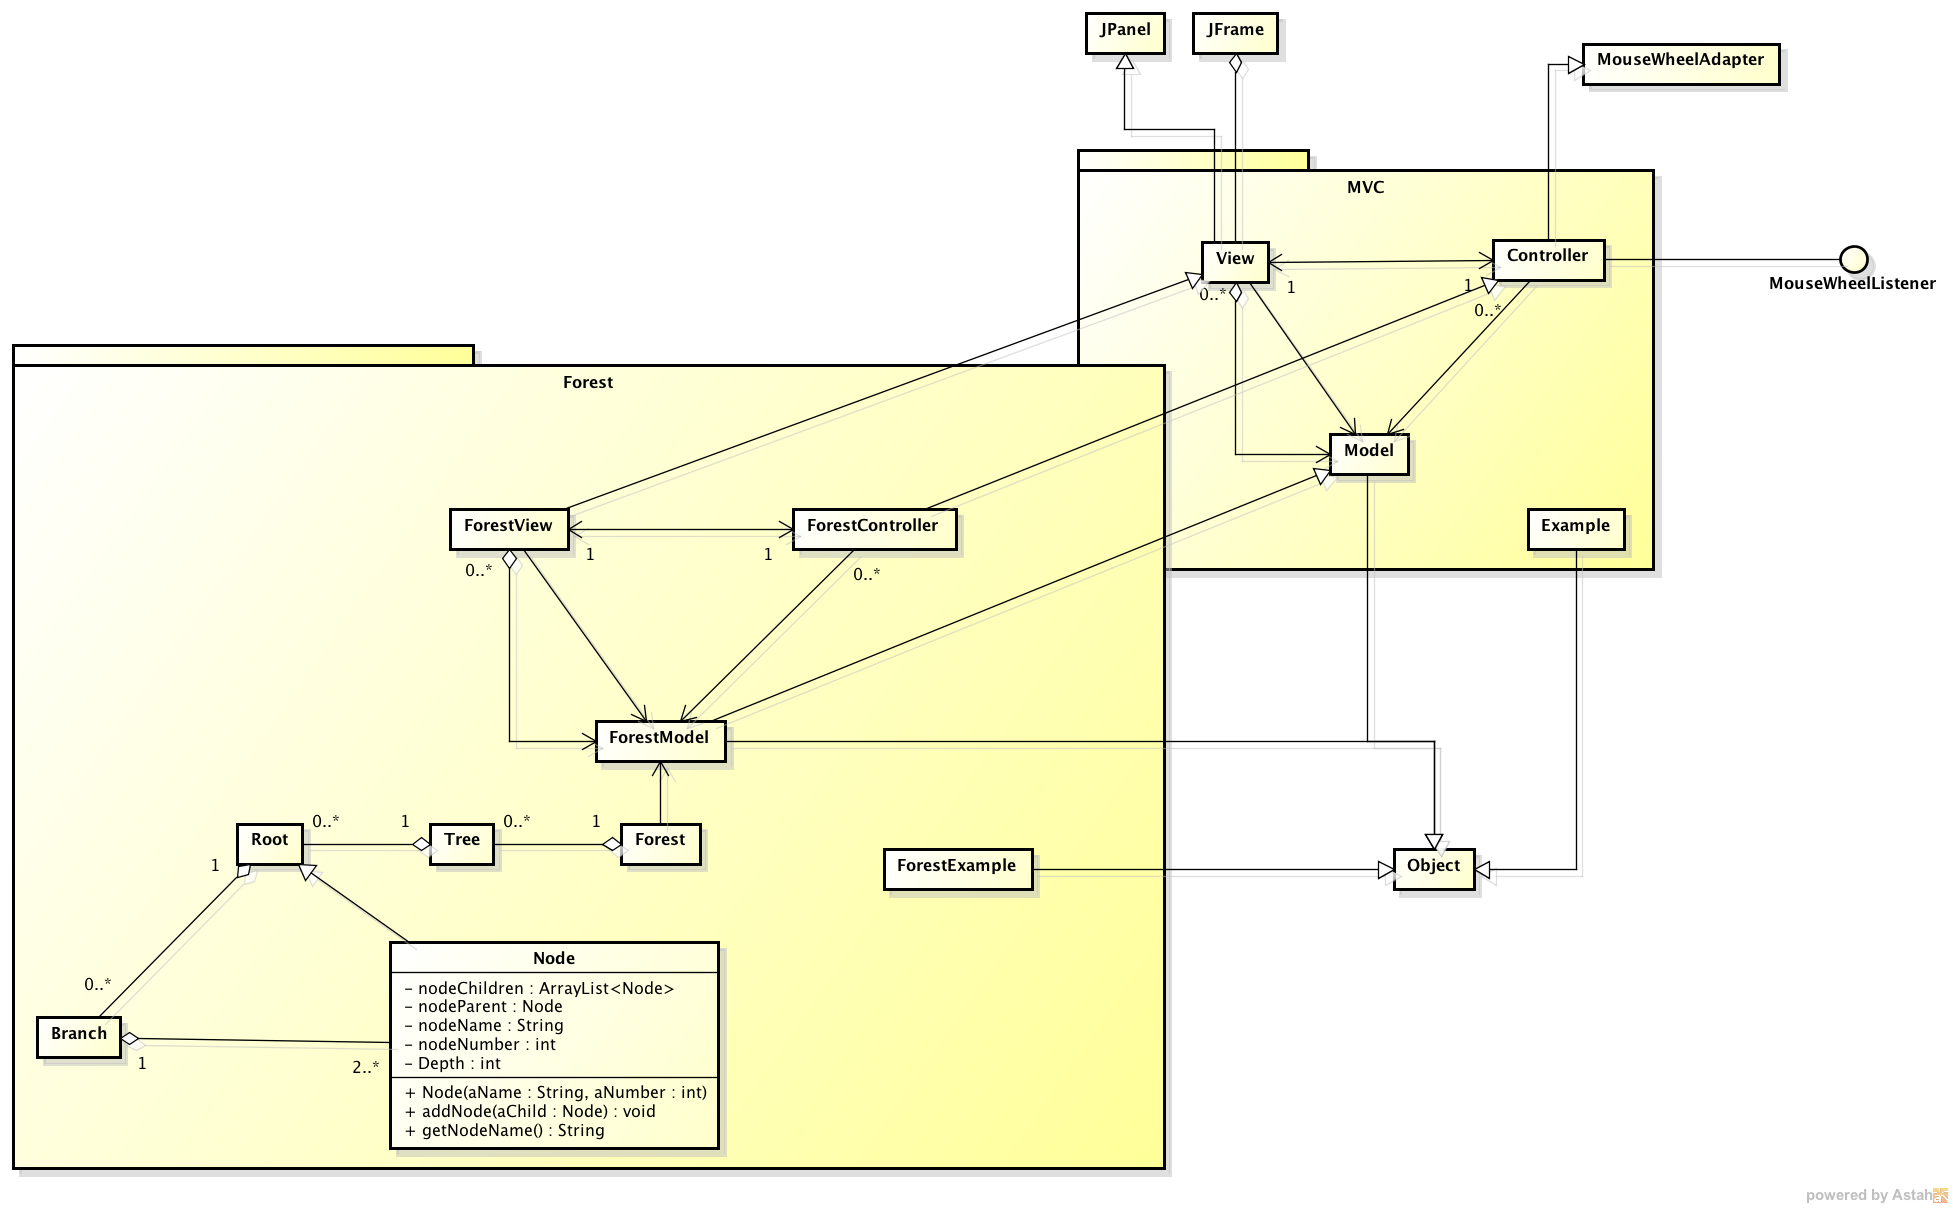 JPanel
JFrame
MouseWheelAdapter
MVC
View
Controller
MouseWheelListener
0..*
1
1
0..*
Forest
Model
ForestView
ForestController
Example
1
1
0..*
0..*
ForestModel
0..*
1
0..*
1
Root
Tree
Forest
1
ForestExample
Object
Node
- nodeChildren : ArrayList<Node>
- nodeParent : Node
- nodeName : String
- nodeNumber : int
- Depth : int
0..*
Branch
1
2..*
+ Node(aName : String, aNumber : int)
+ addNode(aChild : Node) : void
+ getNodeName() : String
powered by Astah